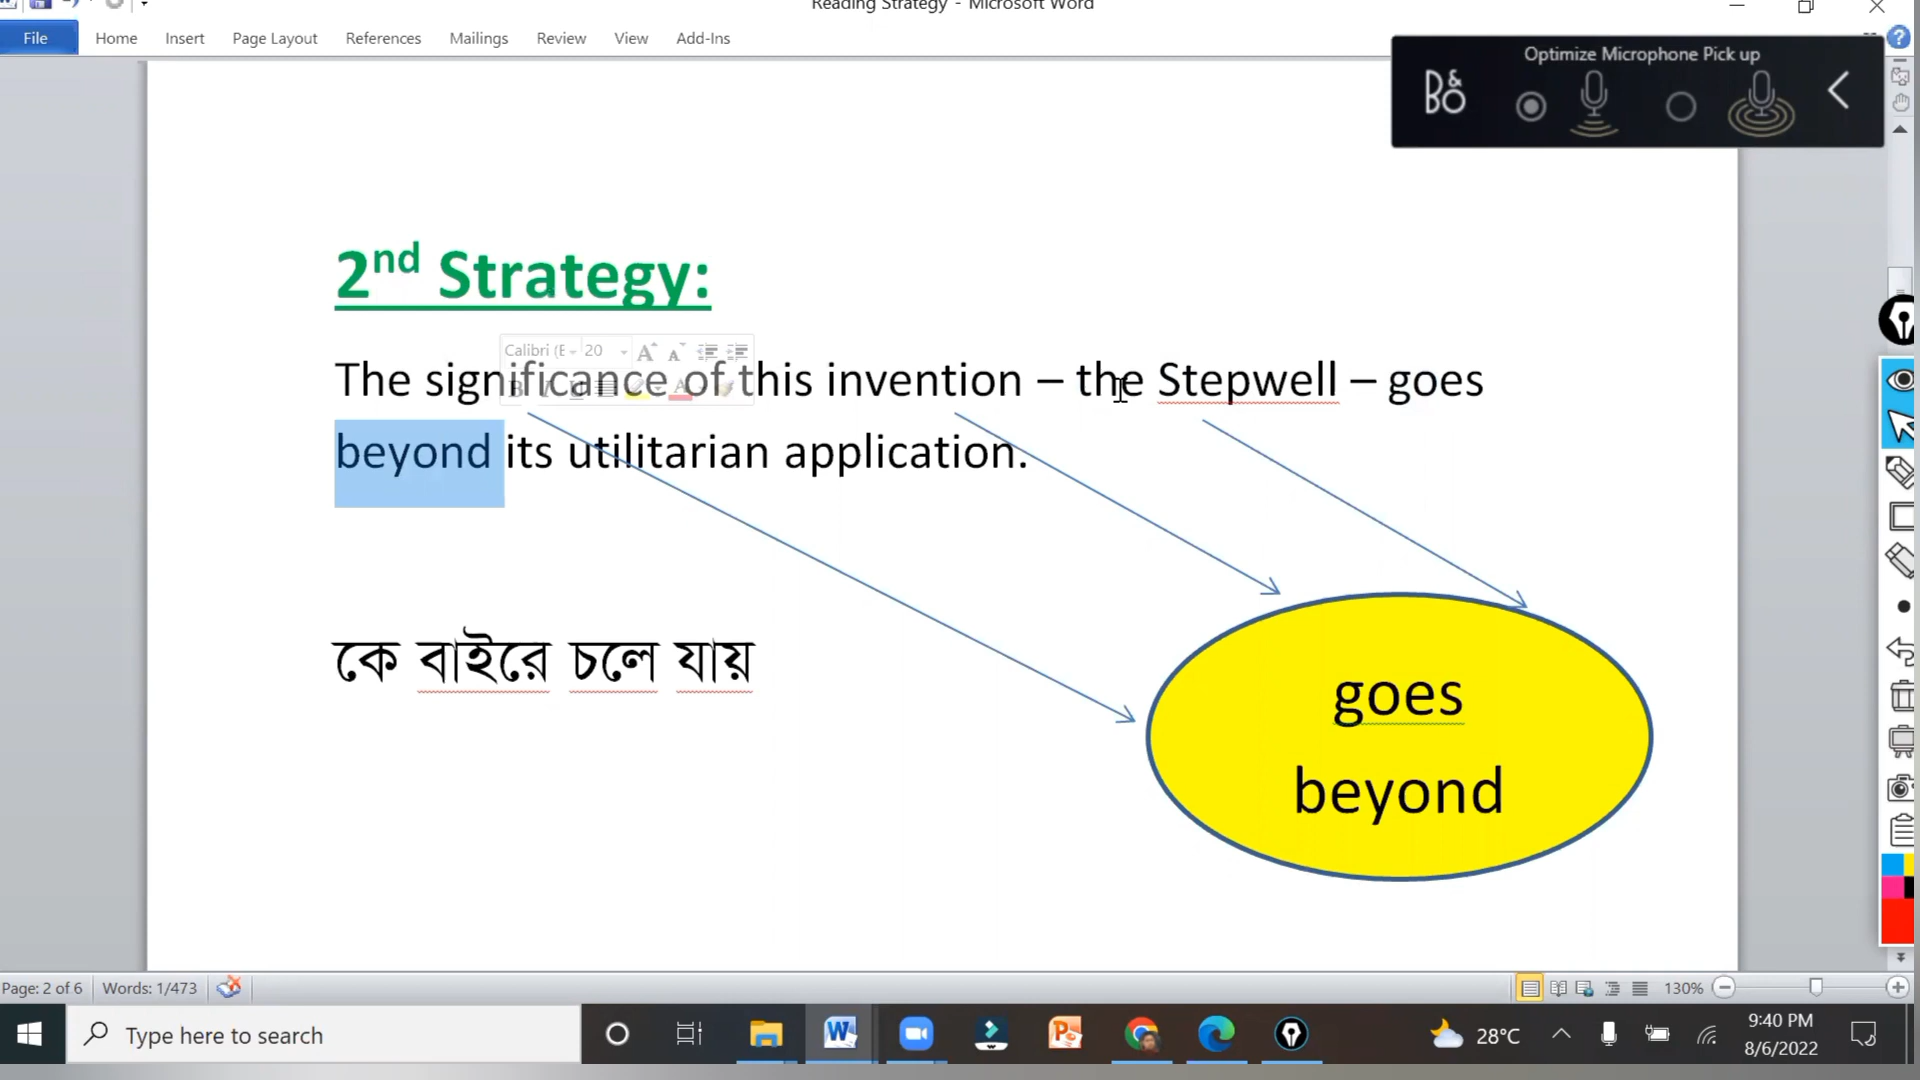 Reading Strategy - Microsoft Word
File Home Insert Page Layout References Mailings Review View Add-Ins
Optimize Microphone Pick up
B&O
2nd Strategy:
Calibri (E 20
The significance of this invention – the Stepwell – goes
beyond its utilitarian application.
কে বাইরে চলে যায়
goes
beyond
Page: 2 of 6 Words: 1/473 130%
Type here to search
28°C
9:40 PM
8/6/2022